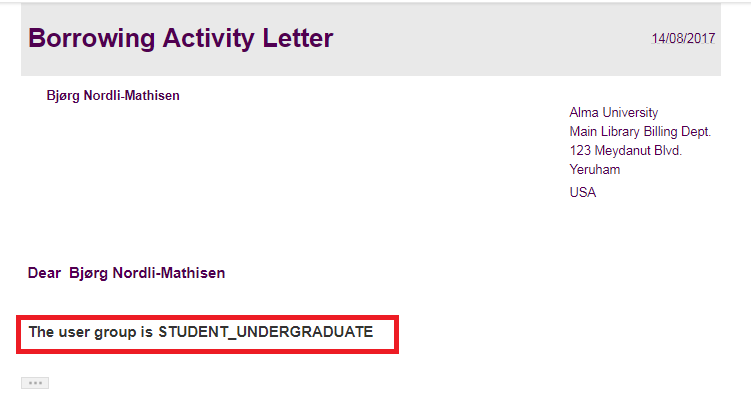 Borrowing Activity Letter
14/08/2017
Bjørg Nordli-Mathisen
Alma University
Main Library Billing Dept.
123 Meydanut Blvd.
Yeruham
USA
Dear Bjørg Nordli-Mathisen
The user group is STUDENT_UNDERGRADUATE